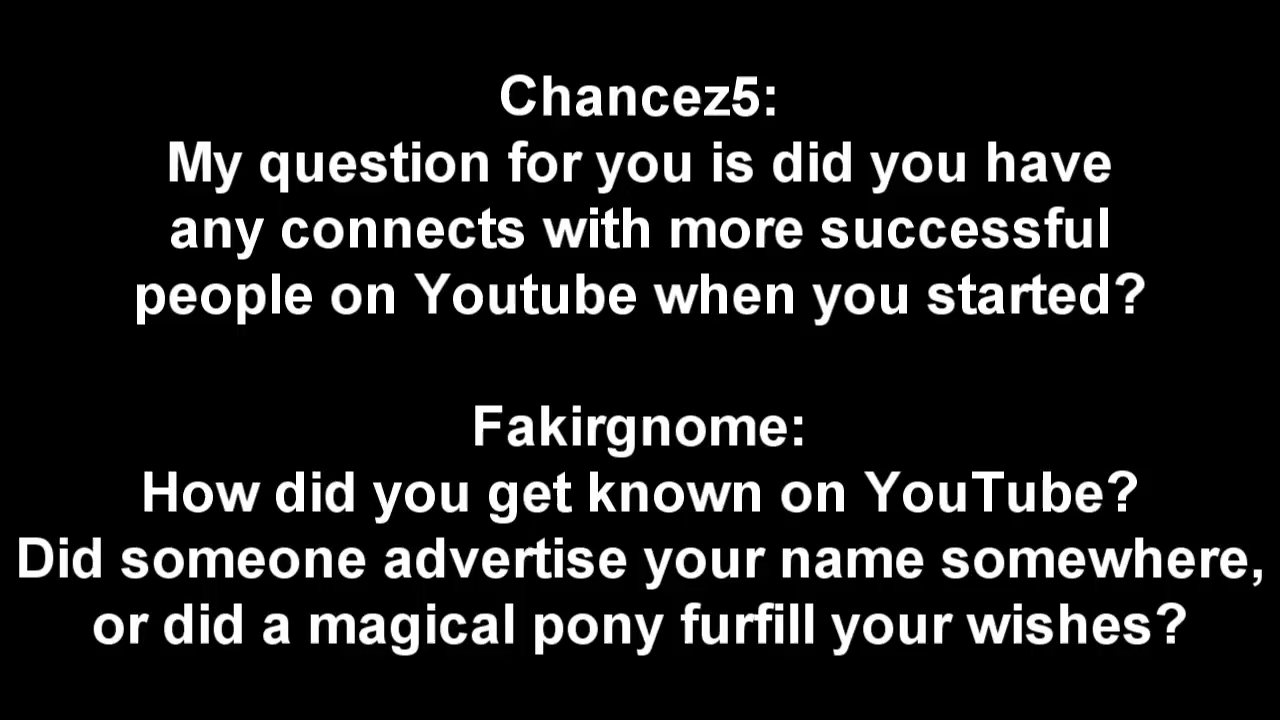 Chancez5:
My question for you is did you have
any connects with more successful
people on Youtube when you started?
Fakirgnome:
How did you get known on YouTube?
Did someone advertise your name somewhere,
or did a magical pony furfill your wishes?